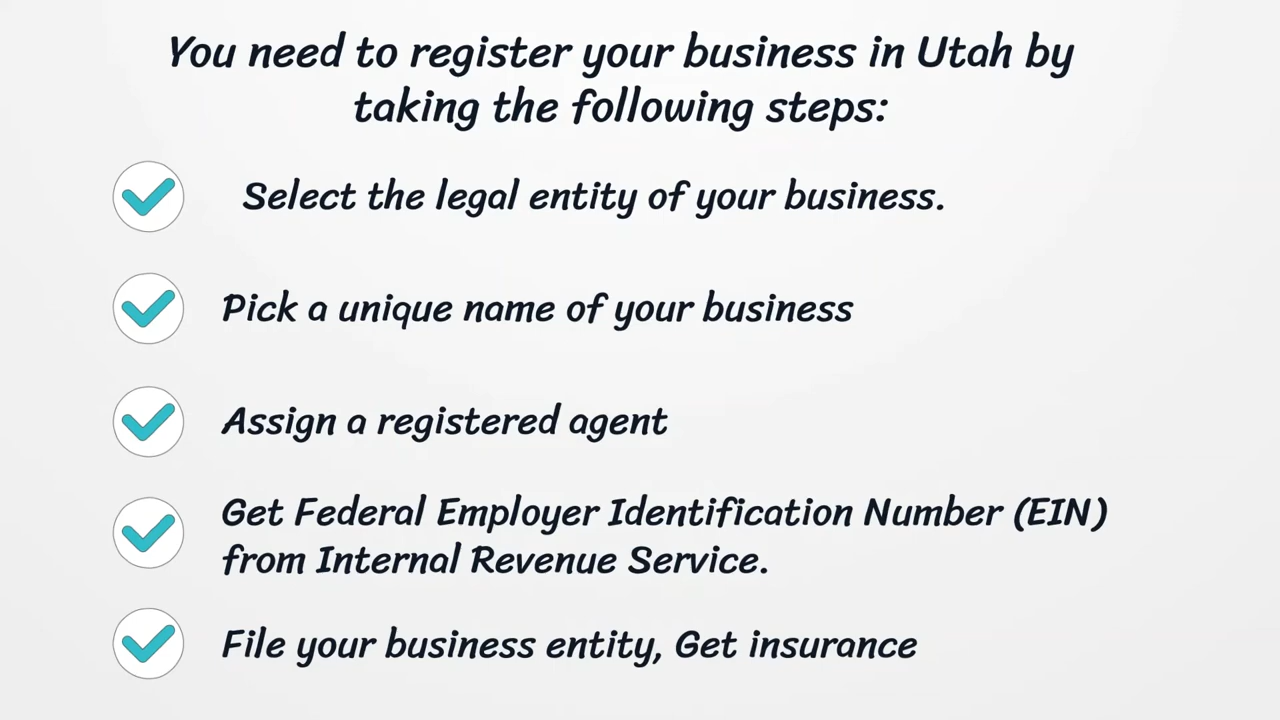 You need to register your business in Utah by
taking the following steps:
Select the legal entity of your business.
Pick a unique name of your business
Assign a registered agent
Get Federal Employer Identification Number (EIN)
from Internal Revenue Service.
File your business entity, Get insurance